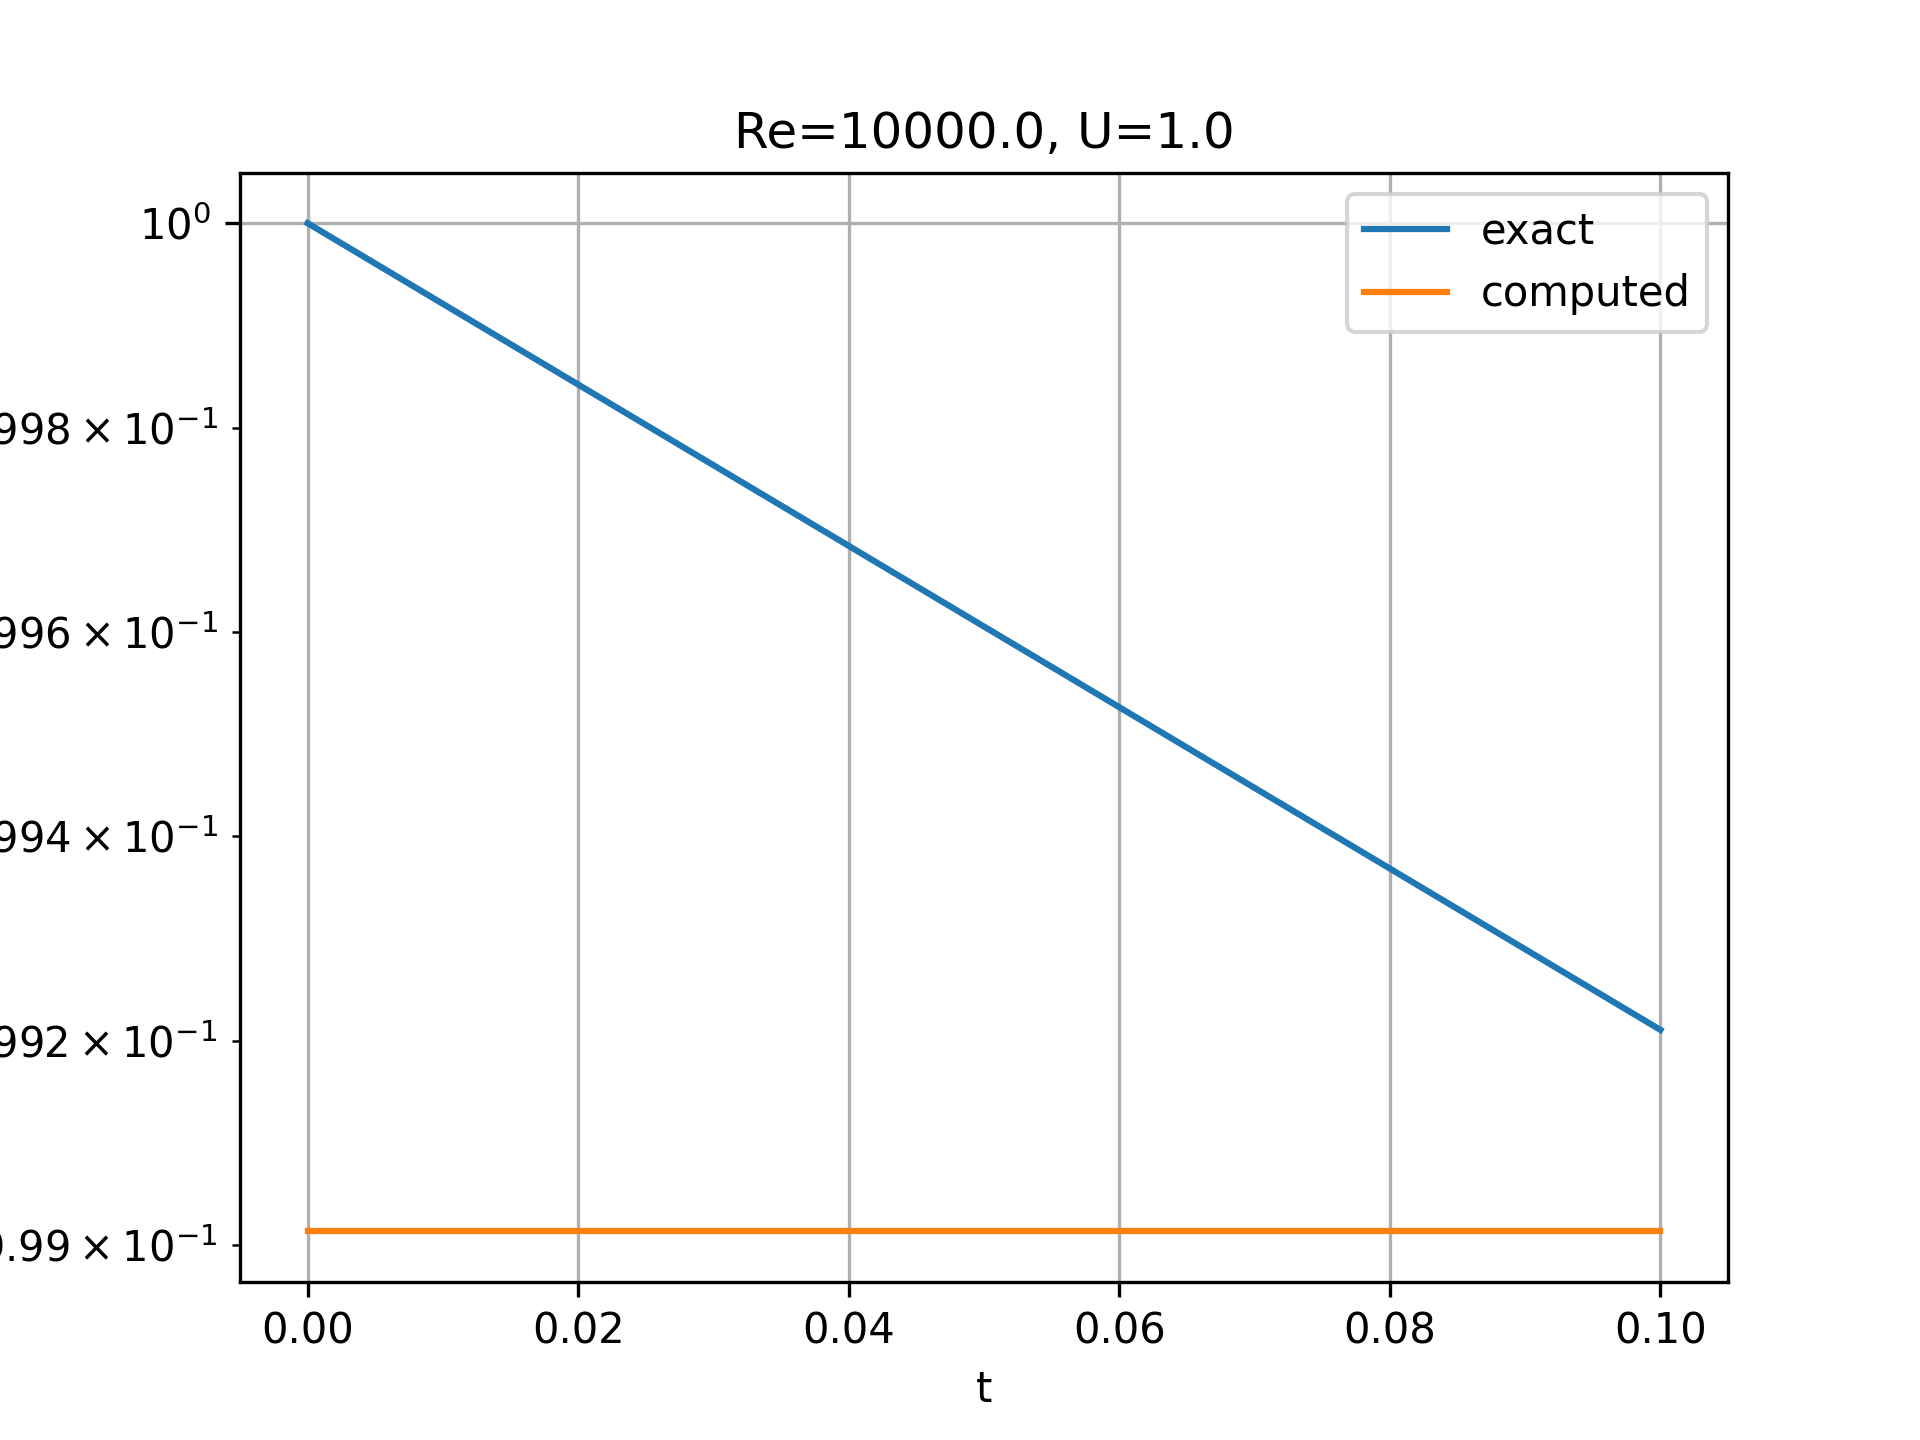 Re=10000.0, U=1.0
10⁰
exact
computed
998 × 10⁻¹
996 × 10⁻¹
994 × 10⁻¹
992 × 10⁻¹
.99 × 10⁻¹
0.00 0.02 0.04 0.06 0.08 0.10
t